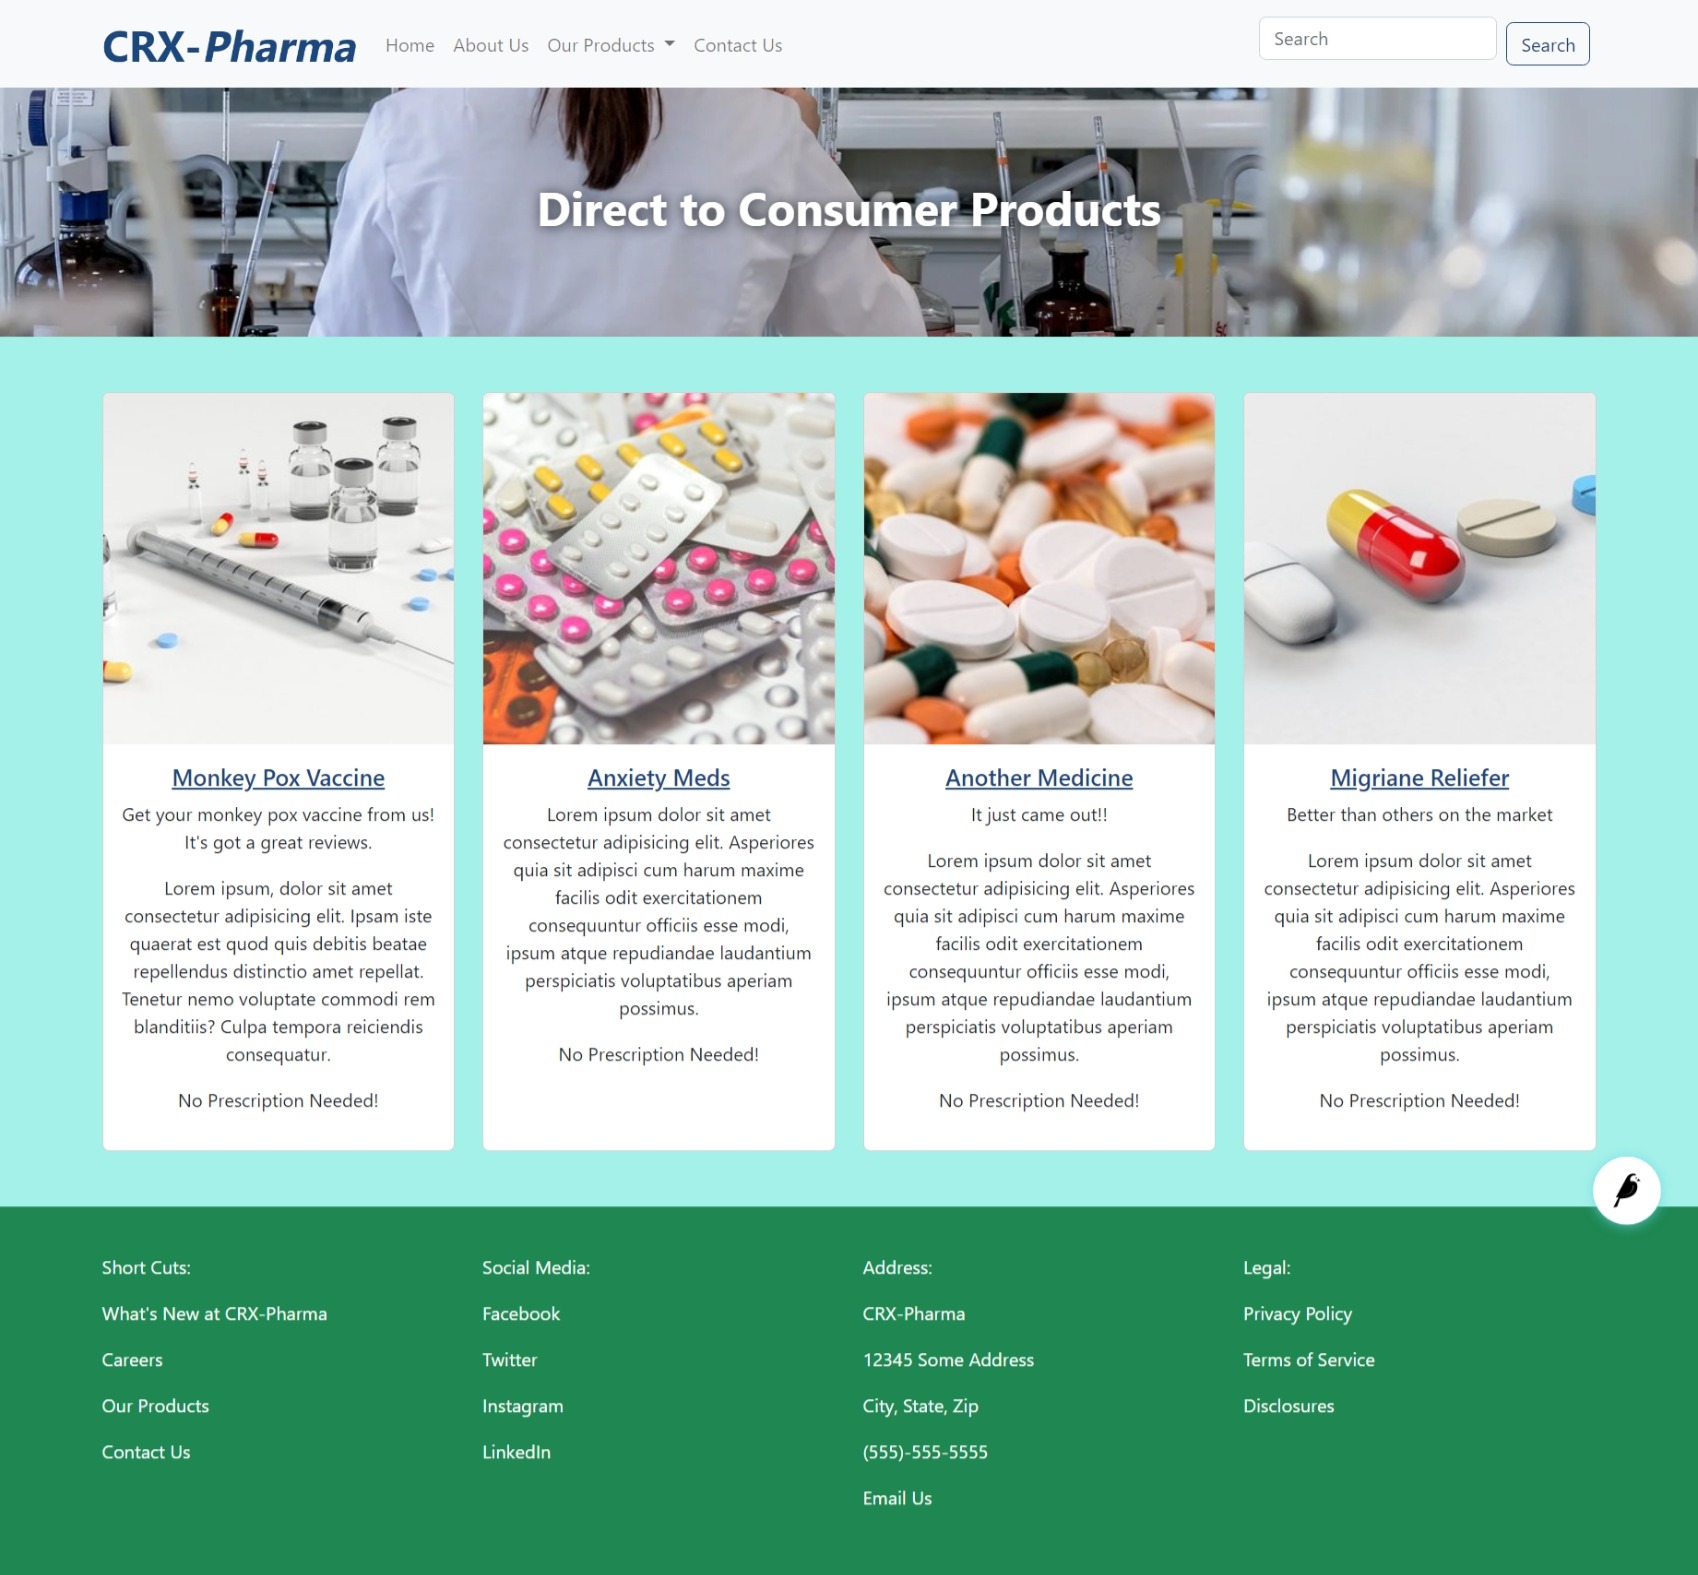 CRX-Pharma
Home
About Us
Our Products
Contact Us
Search
Search
Direct to Consumer Products
Monkey Pox Vaccine
Get your monkey pox vaccine from us!
It's got a great reviews.
Lorem ipsum, dolor sit amet
consectetur adipisicing elit. Ipsam iste
quaerat est quod quis debitis beatae
repellendus distinctio amet repellat.
Tenetur nemo voluptate commodi rem
blanditiis? Culpa tempora reiciendis
consequatur.
No Prescription Needed!
Anxiety Meds
Lorem ipsum dolor sit amet
consectetur adipisicing elit. Asperiores
quia sit adipisci cum harum maxime
facilis odit exercitationem
consequuntur officiis esse modi,
ipsum atque repudiandae laudantium
perspiciatis voluptatibus aperiam
possimus.
No Prescription Needed!
Another Medicine
It just came out!!
Lorem ipsum dolor sit amet
consectetur adipisicing elit. Asperiores
quia sit adipisci cum harum maxime
facilis odit exercitationem
consequuntur officiis esse modi,
ipsum atque repudiandae laudantium
perspiciatis voluptatibus aperiam
possimus.
No Prescription Needed!
Migriane Reliefer
Better than others on the market
Lorem ipsum dolor sit amet
consectetur adipisicing elit. Asperiores
quia sit adipisci cum harum maxime
facilis odit exercitationem
consequuntur officiis esse modi,
ipsum atque repudiandae laudantium
perspiciatis voluptatibus aperiam
possimus.
No Prescription Needed!
Short Cuts:
What's New at CRX-Pharma
Careers
Our Products
Contact Us
Social Media:
Facebook
Twitter
Instagram
LinkedIn
Address:
CRX-Pharma
12345 Some Address
City, State, Zip
(555)-555-5555
Email Us
Legal:
Privacy Policy
Terms of Service
Disclosures